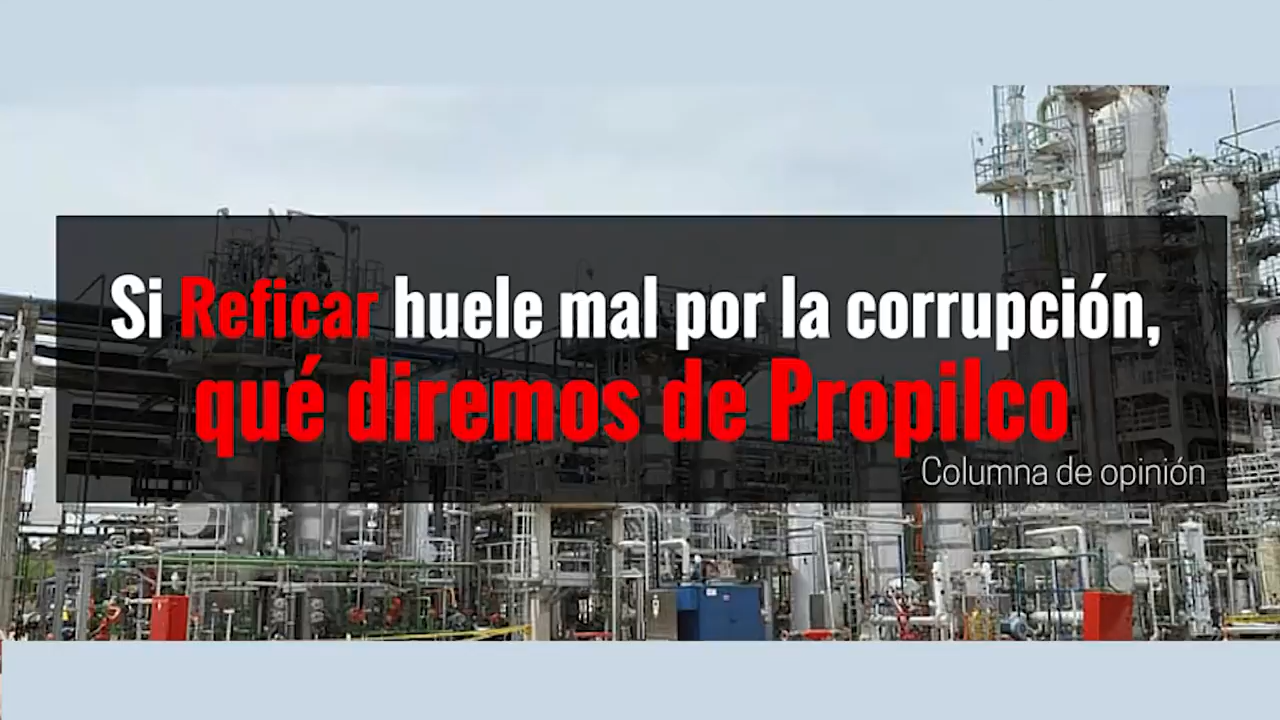 Si Reficar huele mal por la corrupción,
qué diremos de Propilco
Columna de opinión